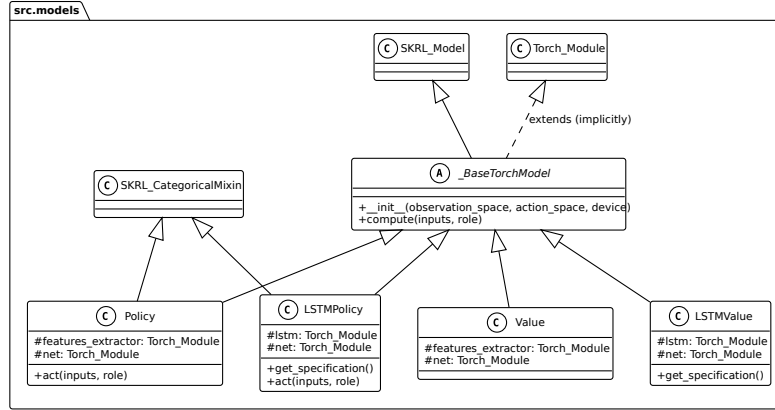 src.models
C SKRL_Model
C Torch_Module
extends (implicitly)
C SKRL_CategoricalMixin
A _BaseTorchModel
+__init__(observation_space, action_space, device)
+compute(inputs, role)
C Policy
#features_extractor: Torch_Module
#net: Torch_Module
+act(inputs, role)
C LSTMPolicy
#lstm: Torch_Module
#net: Torch_Module
+get_specification()
+act(inputs, role)
C Value
#features_extractor: Torch_Module
#net: Torch_Module
C LSTMValue
#lstm: Torch_Module
#net: Torch_Module
+get_specification()